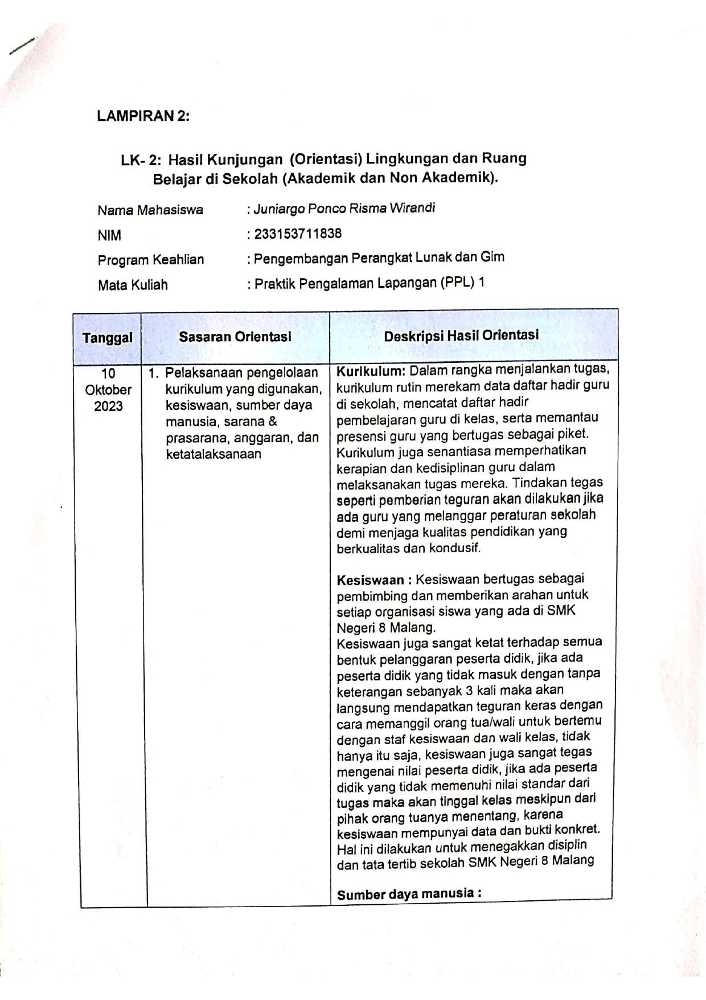 LAMPIRAN 2:
LK- 2: Hasil Kunjungan (Orientasi) Lingkungan dan Ruang
Belajar di Sekolah (Akademik dan Non Akademik).
Nama Mahasiswa : Juniargo Ponco Risma Wirandi
NIM : 233153711838
Program Keahlian : Pengembangan Perangkat Lunak dan Gim
Mata Kuliah : Praktik Pengalaman Lapangan (PPL) 1
Tanggal Sasaran Orientasi Deskripsi Hasil Orientasi
10
Oktober
2023
1. Pelaksanaan pengelolaan
kurikulum yang digunakan,
kesiswaan, sumber daya
manusia, sarana &
prasarana, anggaran, dan
ketatalaksanaan
Kurikulum: Dalam rangka menjalankan tugas,
kurikulum rutin merekam data daftar hadir guru
di sekolah, mencatat daftar hadir
pembelajaran guru di kelas, serta memantau
presensi guru yang bertugas sebagai piket.
Kurikulum juga senantiasa memperhatikan
kerapian dan kedisiplinan guru dalam
melaksanakan tugas mereka. Tindakan tegas
seperti pemberian teguran akan dilakukan jika
ada guru yang melanggar peraturan sekolah
demi menjaga kualitas pendidikan yang
berkualitas dan kondusif.
Kesiswaan : Kesiswaan bertugas sebagai
pembimbing dan memberikan arahan untuk
setiap organisasi siswa yang ada di SMK
Negeri 8 Malang.
Kesiswaan juga sangat ketat terhadap semua
bentuk pelanggaran peserta didik, jika ada
peserta didik yang tidak masuk dengan tanpa
keterangan sebanyak 3 kali maka akan
langsung mendapatkan teguran keras dengan
cara memanggil orang tua/wali untuk bertemu
dengan staf kesiswaan dan wali kelas, tidak
hanya itu saja, kesiswaan juga sangat tegas
mengenai nilai peserta didik, jika ada peserta
didik yang tidak memenuhi nilai standar dari
tugas maka akan tinggal kelas meskipun dari
pihak orang tuanya menentang, karena
kesiswaan mempunyai data dan bukti konkret.
Hal ini dilakukan untuk menegakkan disiplin
dan tata tertib sekolah SMK Negeri 8 Malang
Sumber daya manusia :